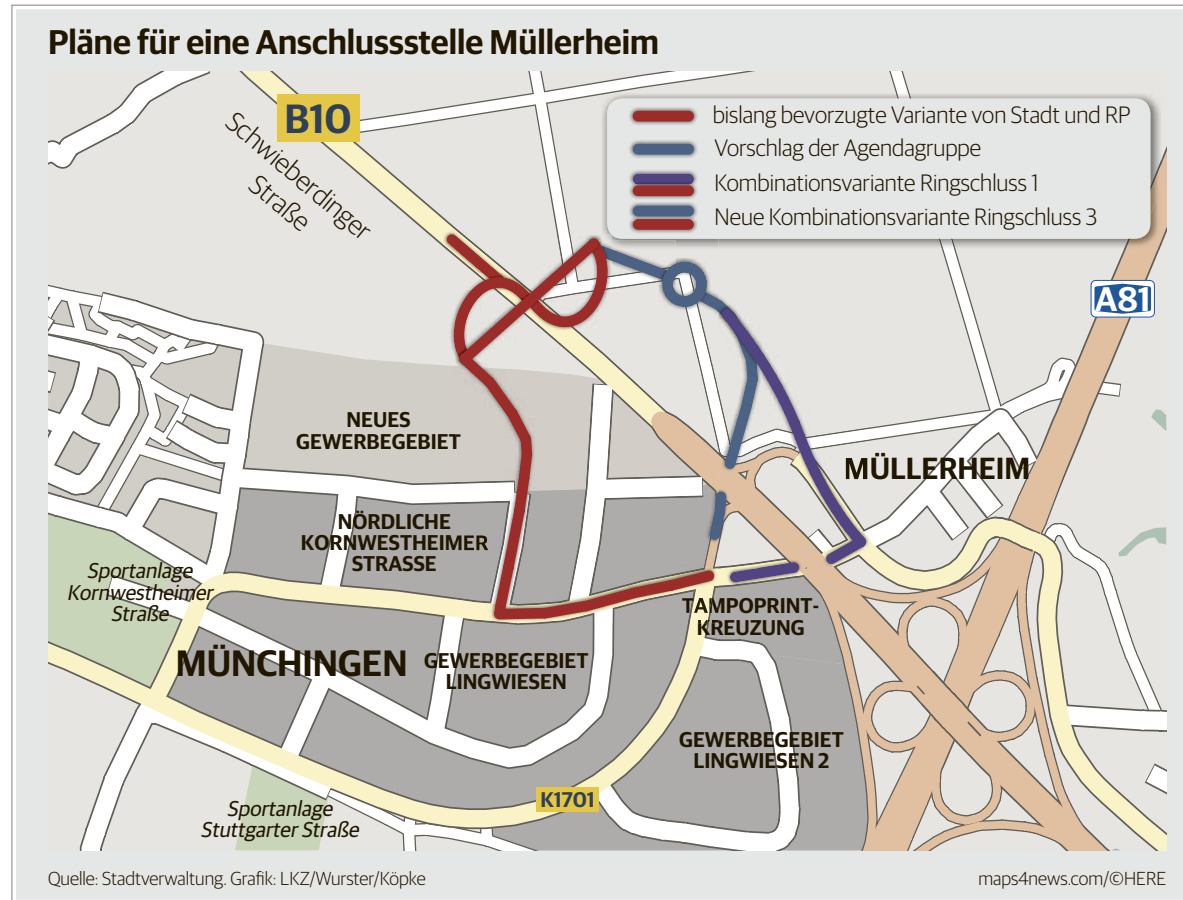 Pläne für eine Anschlussstelle Müllerheim
B10
Schwieberdinger
Straße
bislang bevorzugte Variante von Stadt und RP
Vorschlag der Agendagruppe
Kombinationsvariante Ringschluss 1
Neue Kombinationsvariante Ringschluss 3
A81
NEUES
GEWERBEGEBIET
MÜLLERHEIM
NÖRDLICHE
KORNWESTHEIMER
STRASSE
Sportanlage
Kornwestheimer
Straße
TAMPOPRINT-
KREUZUNG
MÜNCHINGEN
GEWERBEGEBIET
LINGWIESEN
GEWERBEGEBIET
LINGWIESEN 2
K1701
Sportanlage
Stuttgarter Straße
Quelle: Stadtverwaltung. Grafik: LKZ/Wurster/Köpke
maps4news.com/©HERE